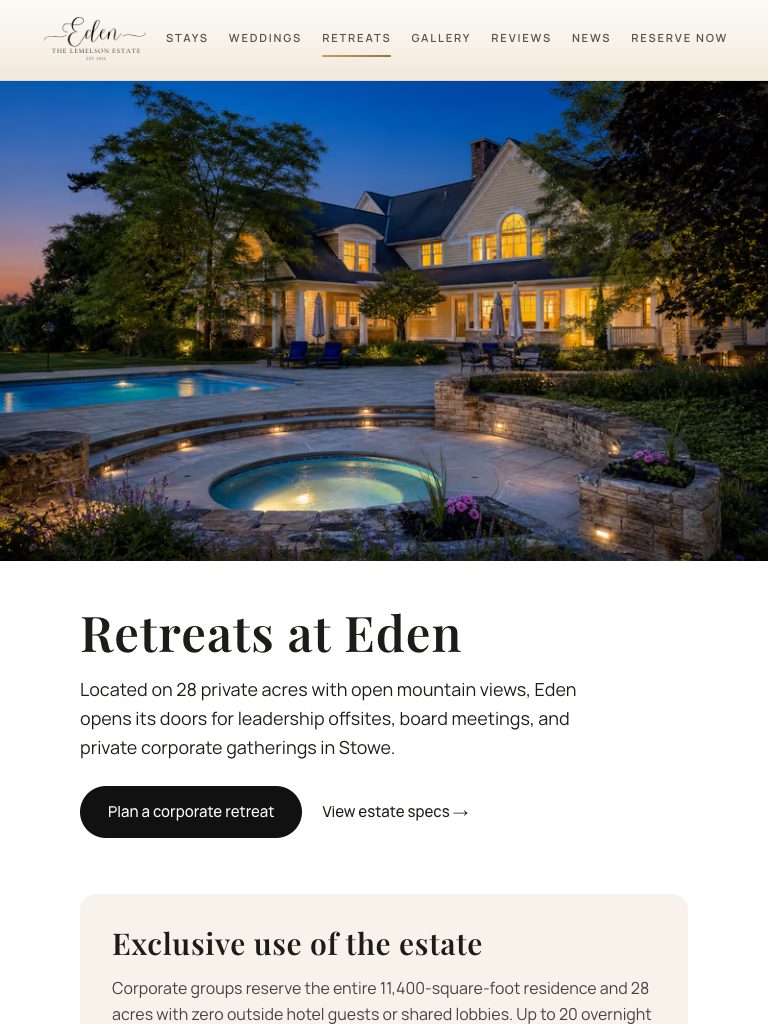 Eden
THE LEMELSON ESTATE
STAYS WEDDINGS RETREATS GALLERY REVIEWS NEWS RESERVE NOW
Retreats at Eden
Located on 28 private acres with open mountain views, Eden
opens its doors for leadership offsites, board meetings, and
private corporate gatherings in Stowe.
Plan a corporate retreat View estate specs →
Exclusive use of the estate
Corporate groups reserve the entire 11,400-square-foot residence and 28
acres with zero outside hotel guests or shared lobbies. Up to 20 overnight